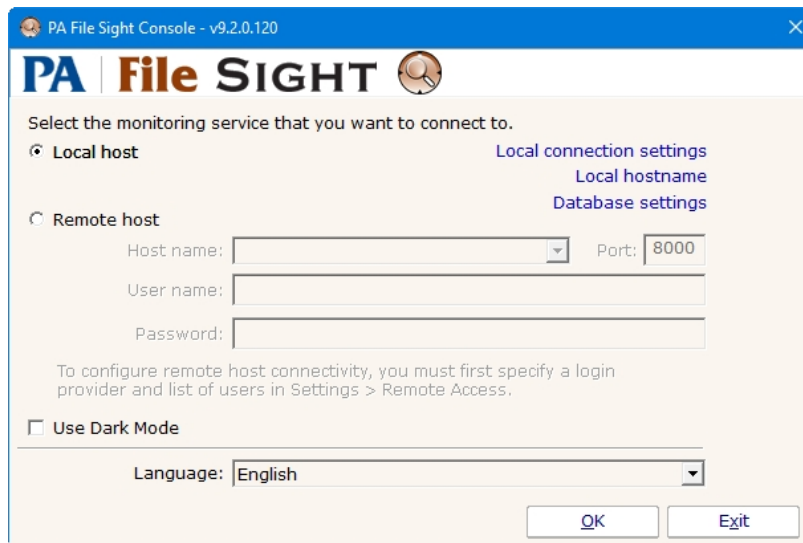 PA File Sight Console - v9.2.0.120
PA File SIGHT
Select the monitoring service that you want to connect to.
Local host
Local connection settings
Local hostname
Database settings
Remote host
Host name:
Port: 8000
User name:
Password:
To configure remote host connectivity, you must first specify a login
provider and list of users in Settings > Remote Access.
Use Dark Mode
Language: English
OK Exit